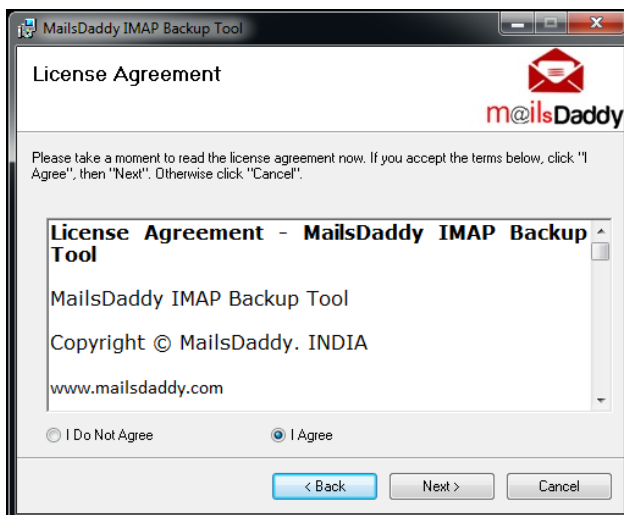 MailsDaddy IMAP Backup Tool
License Agreement
m@ilsDaddy
Please take a moment to read the license agreement now. If you accept the terms below, click "I
Agree", then "Next". Otherwise click "Cancel".
License Agreement - MailsDaddy IMAP Backup
Tool
MailsDaddy IMAP Backup Tool
Copyright © MailsDaddy. INDIA
www.mailsdaddy.com
I Do Not Agree
I Agree
< Back
Next >
Cancel